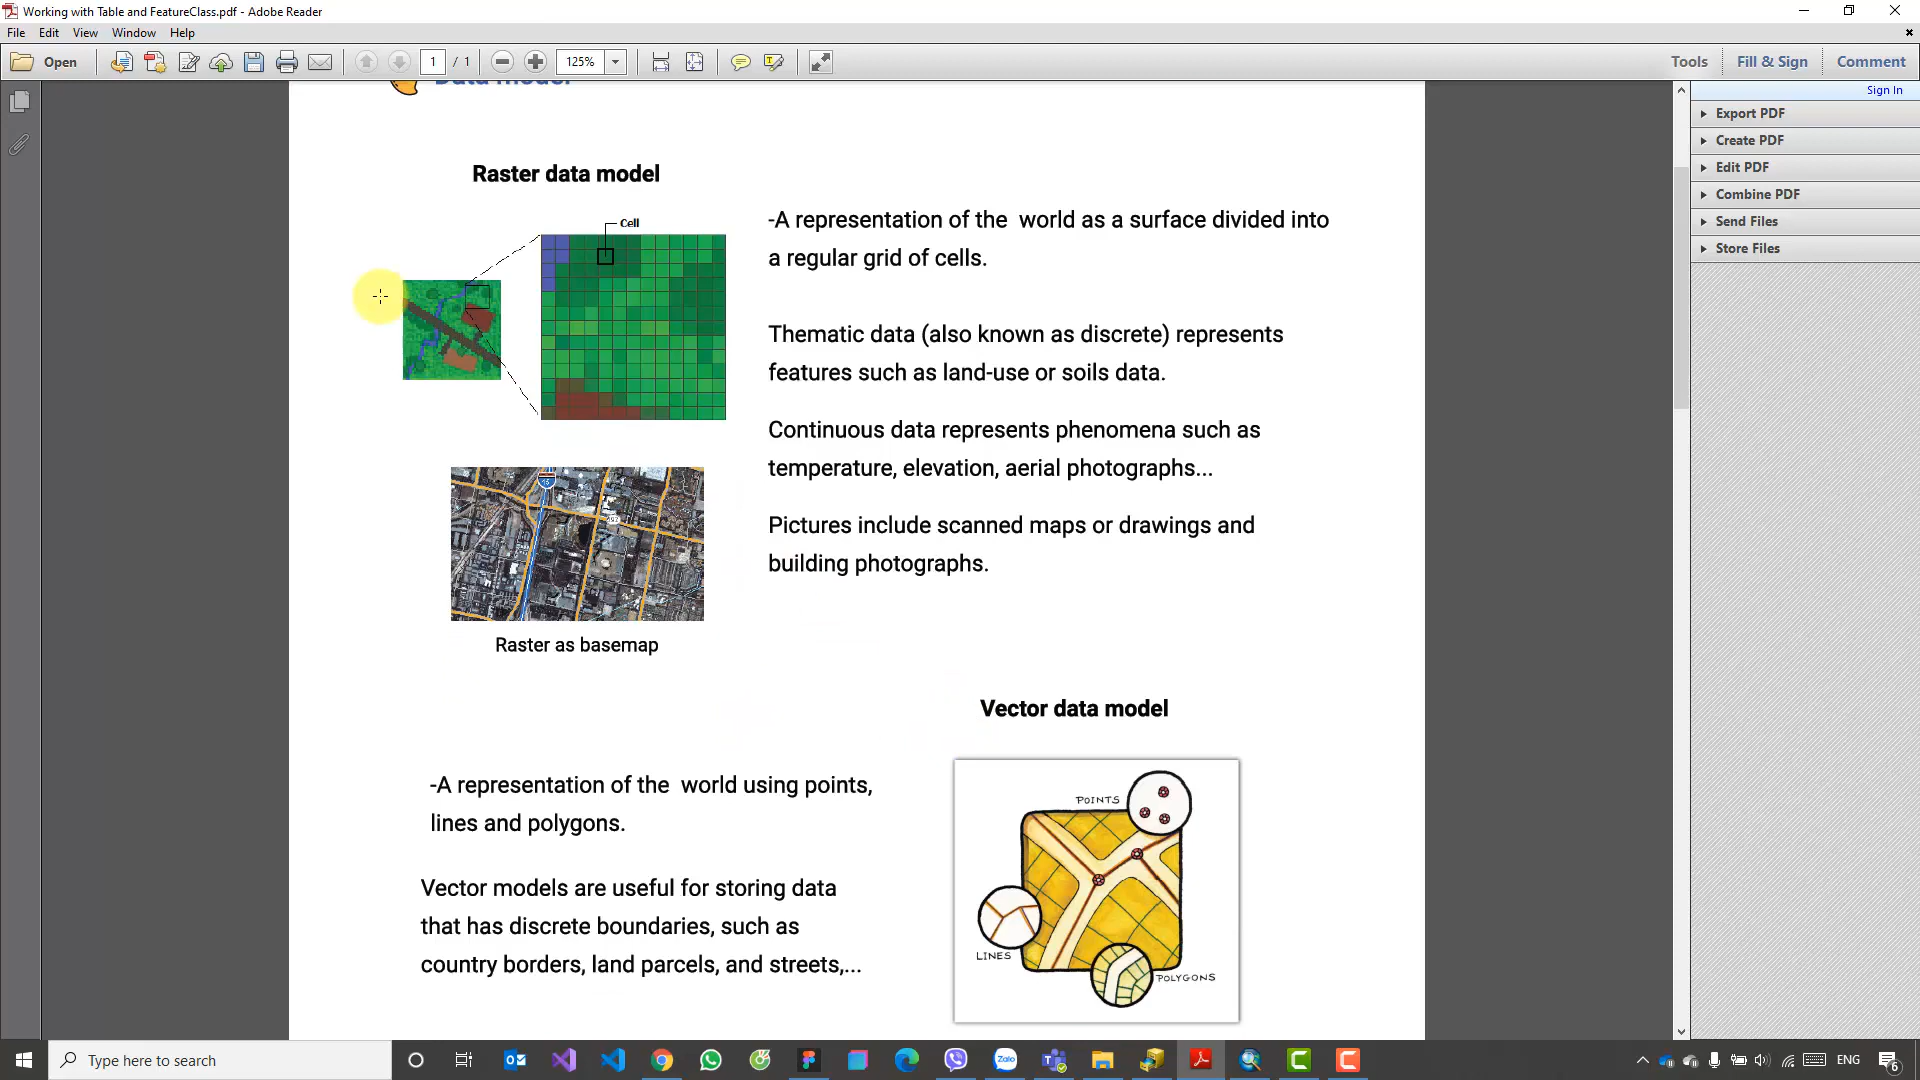 Working with Table and FeatureClass.pdf - Adobe Reader
File Edit View Window Help
Open 1 / 1 125% Tools Fill & Sign Comment
Sign In
Export PDF
Create PDF
Edit PDF
Combine PDF
Send Files
Store Files
Data model
Raster data model
Cell
-A representation of the world as a surface divided into
a regular grid of cells.
Thematic data (also known as discrete) represents
features such as land-use or soils data.
Continuous data represents phenomena such as
temperature, elevation, aerial photographs...
Pictures include scanned maps or drawings and
building photographs.
Raster as basemap
Vector data model
-A representation of the world using points,
lines and polygons.
Vector models are useful for storing data
that has discrete boundaries, such as
country borders, land parcels, and streets,...
POINTS
LINES
POLYGONS
Type here to search
Zalo
ENG
6